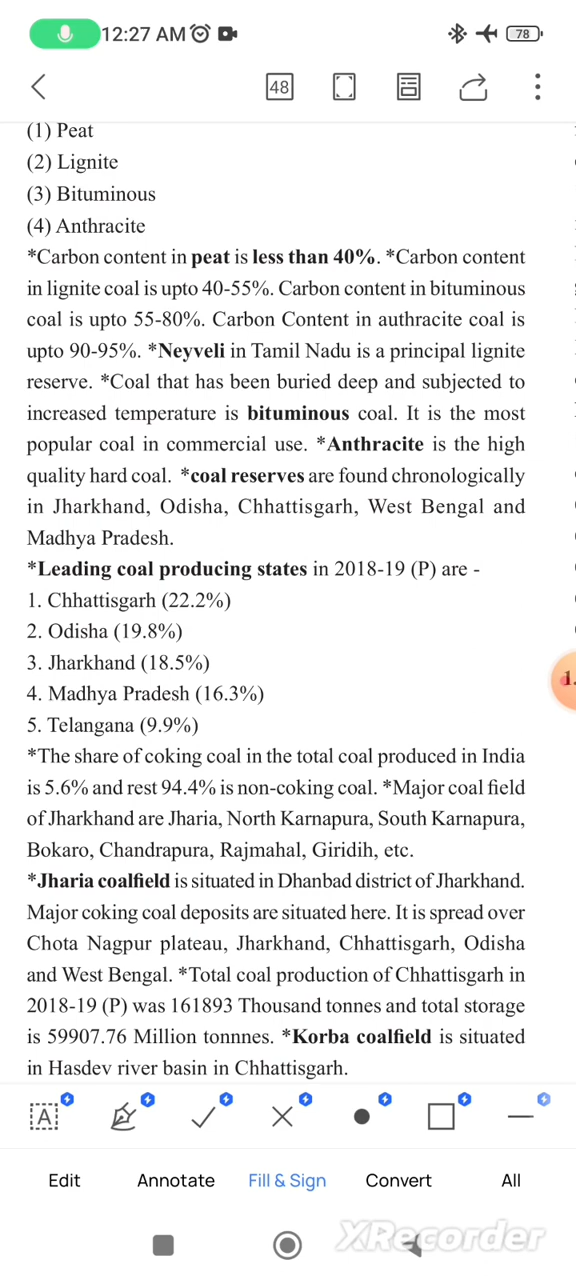 12:27 AM
78
48
(1) Peat
(2) Lignite
(3) Bituminous
(4) Anthracite
*Carbon content in peat is less than 40%. *Carbon content
in lignite coal is upto 40-55%. Carbon content in bituminous
coal is upto 55-80%. Carbon Content in authracite coal is
upto 90-95%. *Neyveli in Tamil Nadu is a principal lignite
reserve. *Coal that has been buried deep and subjected to
increased temperature is bituminous coal. It is the most
popular coal in commercial use. *Anthracite is the high
quality hard coal. *coal reserves are found chronologically
in Jharkhand, Odisha, Chhattisgarh, West Bengal and
Madhya Pradesh.
*Leading coal producing states in 2018-19 (P) are -
1. Chhattisgarh (22.2%)
2. Odisha (19.8%)
3. Jharkhand (18.5%)
4. Madhya Pradesh (16.3%)
5. Telangana (9.9%)
*The share of coking coal in the total coal produced in India
is 5.6% and rest 94.4% is non-coking coal. *Major coal field
of Jharkhand are Jharia, North Karnapura, South Karnapura,
Bokaro, Chandrapura, Rajmahal, Giridih, etc.
*Jharia coalfield is situated in Dhanbad district of Jharkhand.
Major coking coal deposits are situated here. It is spread over
Chota Nagpur plateau, Jharkhand, Chhattisgarh, Odisha
and West Bengal. *Total coal production of Chhattisgarh in
2018-19 (P) was 161893 Thousand tonnes and total storage
is 59907.76 Million tonnnes. *Korba coalfield is situated
in Hasdev river basin in Chhattisgarh.
A
Edit Annotate Fill & Sign Convert All
XRecorder